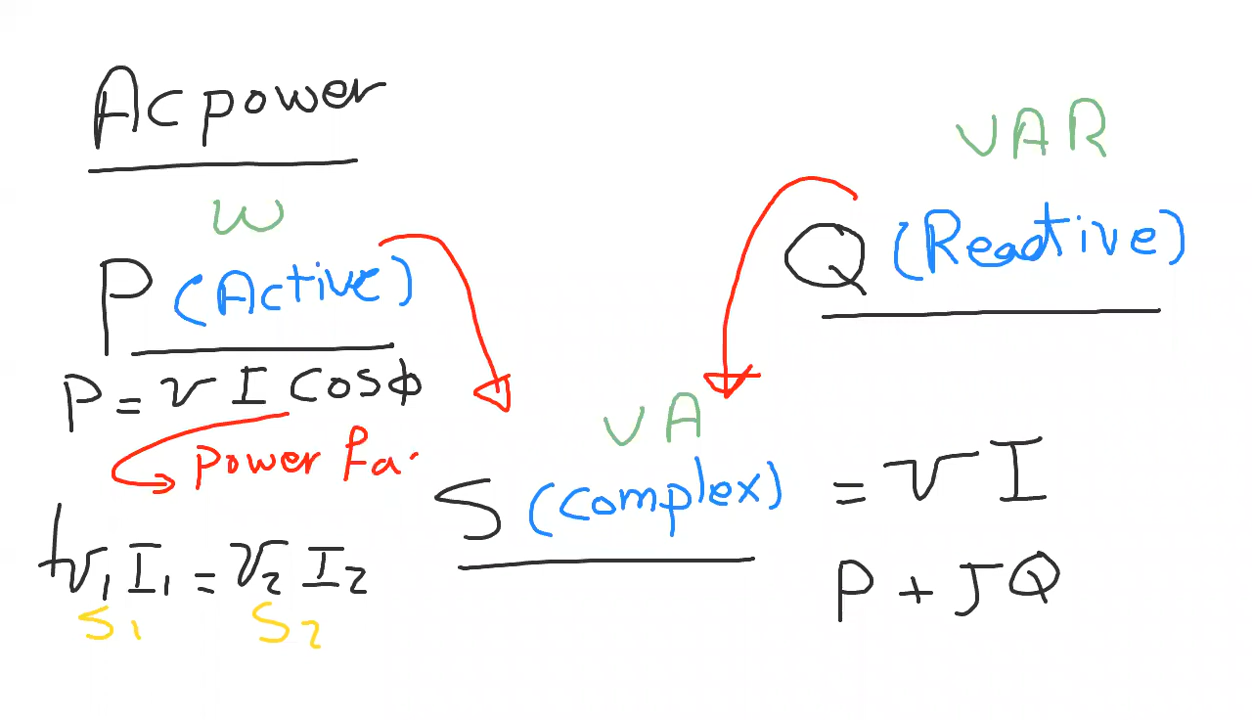 Ac power
W
P (Active)
P = V I Cosϕ
Power Fa
V1 I1 = V2 I2
S1 S2
VAR
Q (Reactive)
VA
S (Complex) = V I
P + JQ